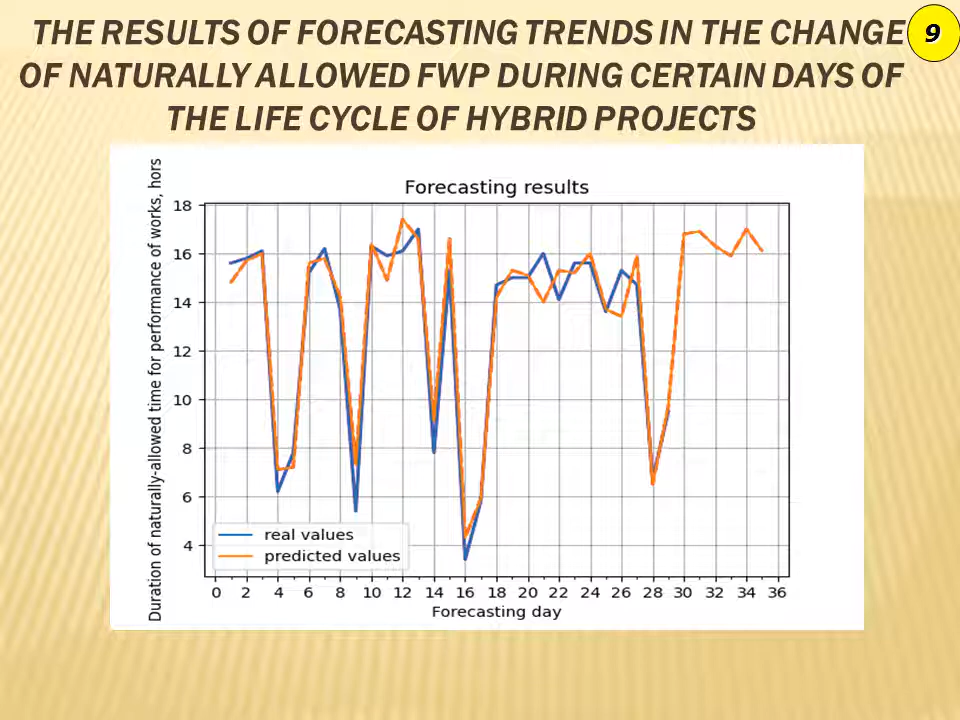 THE RESULTS OF FORECASTING TRENDS IN THE CHANGE
OF NATURALLY ALLOWED FWP DURING CERTAIN DAYS OF
THE LIFE CYCLE OF HYBRID PROJECTS
9
Forecasting results
Duration of naturally-allowed time for performance of works, hors
18
16
14
12
10
8
6
4
real values
predicted values
0 2 4 6 8 10 12 14 16 18 20 22 24 26 28 30 32 34 36
Forecasting day